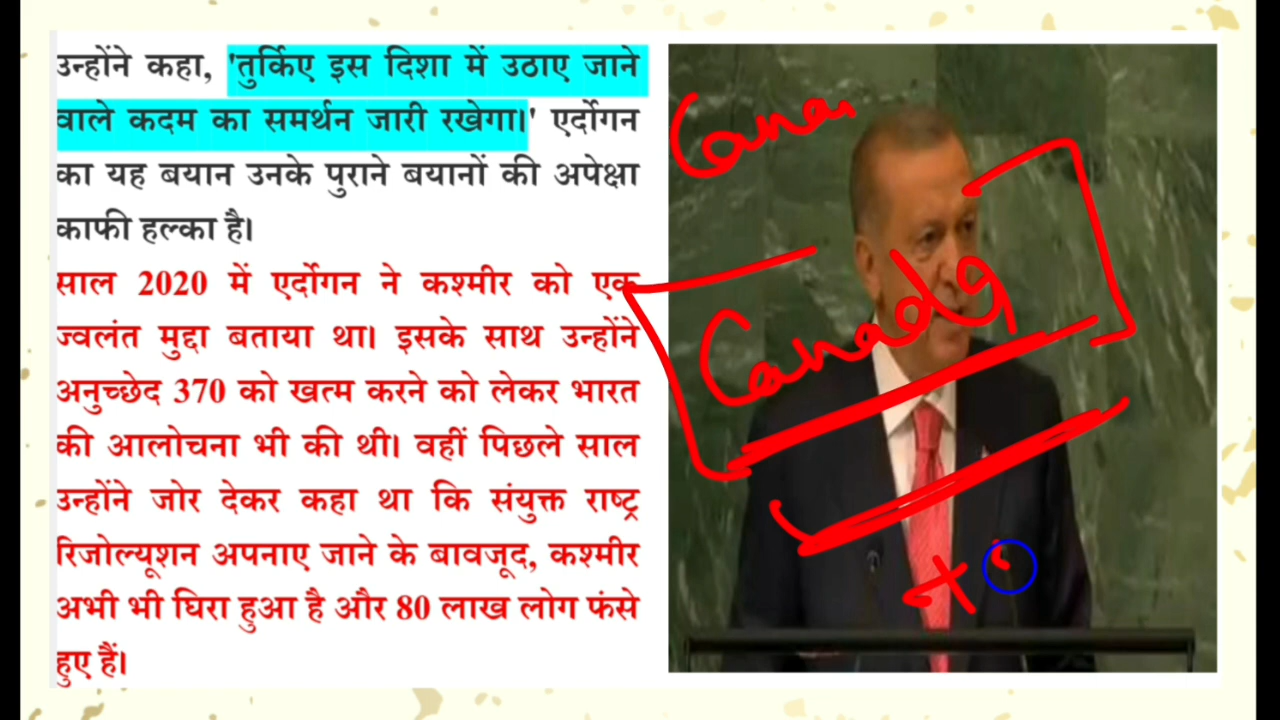 उन्होंने कहा, 'तुर्किए इस दिशा में उठाए जाने
वाले कदम का समर्थन जारी रखेगा।' एर्दोगन
का यह बयान उनके पुराने बयानों की अपेक्षा
काफी हल्का है।
साल 2020 में एर्दोगन ने कश्मीर को एक
ज्वलंत मुद्दा बताया था। इसके साथ उन्होंने
अनुच्छेद 370 को खत्म करने को लेकर भारत
की आलोचना भी की थी। वहीं पिछले साल
उन्होंने जोर देकर कहा था कि संयुक्त राष्ट्र
रिजोल्यूशन अपनाए जाने के बावजूद, कश्मीर
अभी भी घिरा हुआ है और 80 लाख लोग फंसे
हुए हैं।
Cana
Canada